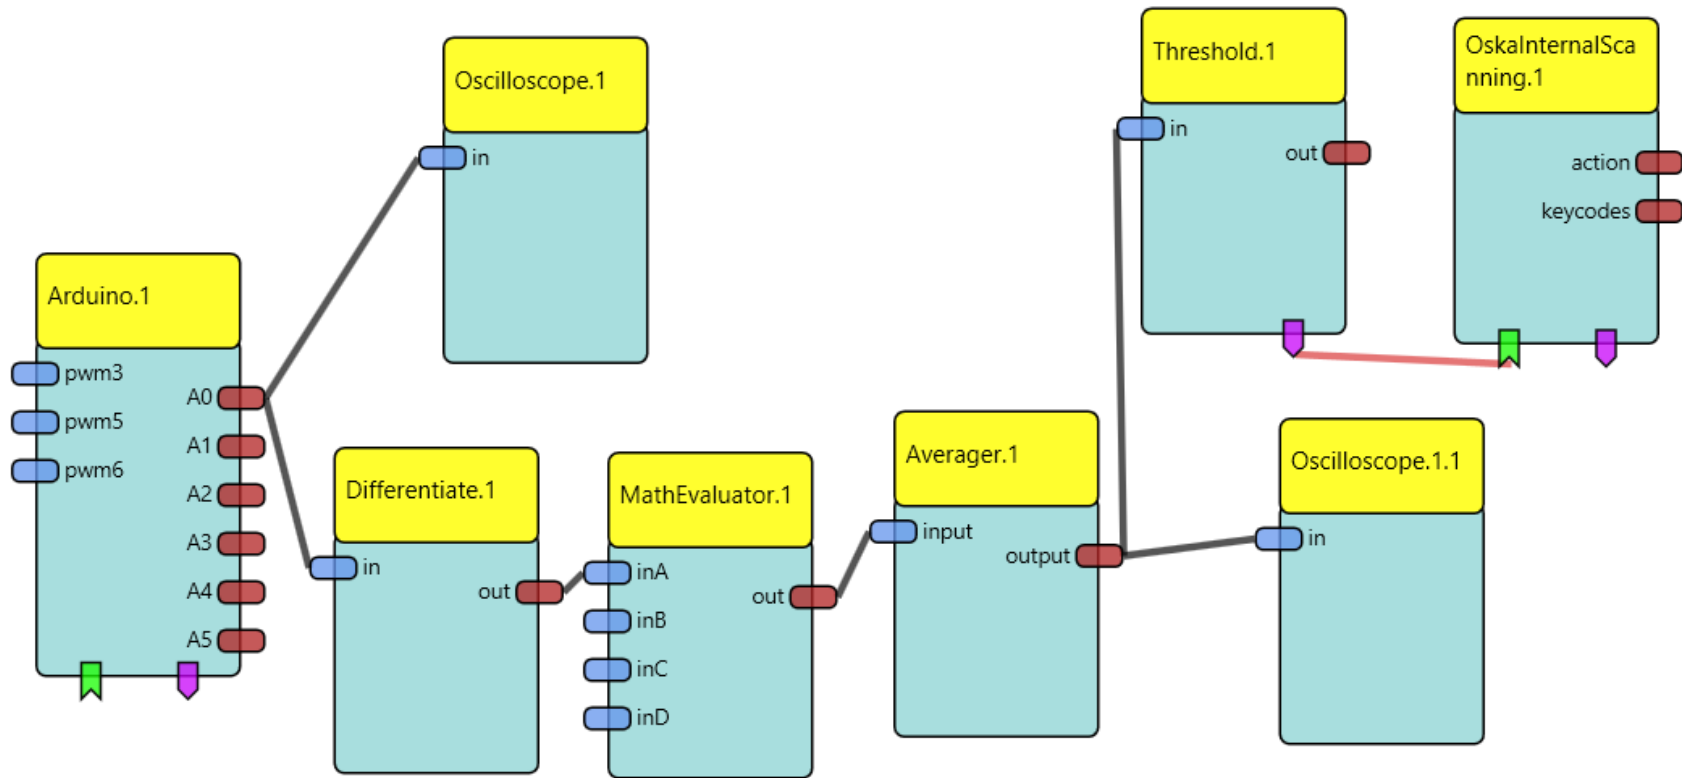 Arduino.1
pwm3
pwm5
pwm6
A0
A1
A2
A3
A4
A5
Oscilloscope.1
in
Differentiate.1
in
out
MathEvaluator.1
inA
inB
inC
inD
out
Averager.1
input
output
Threshold.1
in
out
OskaInternalSca
nning.1
action
keycodes
Oscilloscope.1.1
in